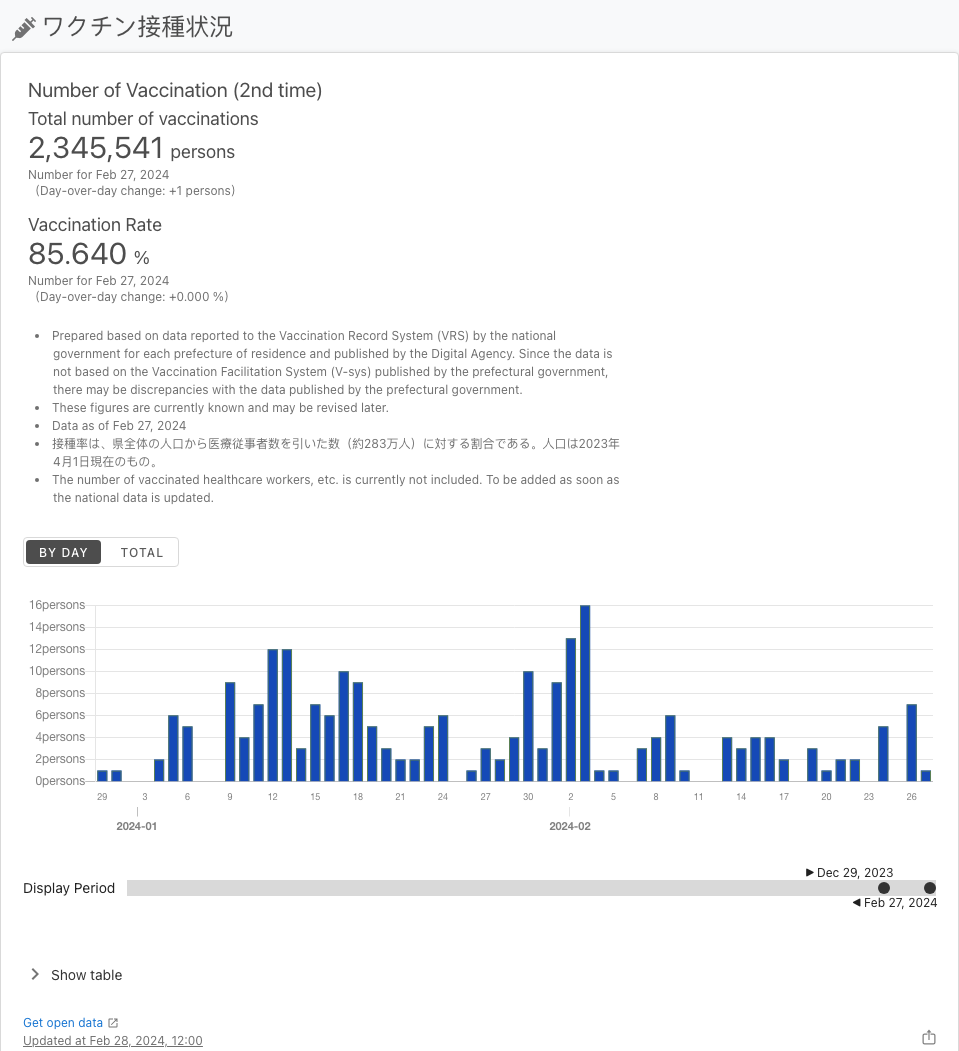 ワクチン接種状況
Number of Vaccination (2nd time)
Total number of vaccinations
2,345,541 persons
Number for Feb 27, 2024
（Day-over-day change: +1 persons）
Vaccination Rate
85.640 %
Number for Feb 27, 2024
（Day-over-day change: +0.000 %）
• Prepared based on data reported to the Vaccination Record System (VRS) by the national
government for each prefecture of residence and published by the Digital Agency. Since the data is
not based on the Vaccination Facilitation System (V-sys) published by the prefectural government,
there may be discrepancies with the data published by the prefectural government.
• These figures are currently known and may be revised later.
• Data as of Feb 27, 2024
• 接種率は、県全体の人口から医療従事者数を引いた数（約283万人）に対する割合である。人口は2023年
4月1日現在のもの。
• The number of vaccinated healthcare workers, etc. is currently not included. To be added as soon as
the national data is updated.
BY DAY TOTAL
16persons
14persons
12persons
10persons
8persons
6persons
4persons
2persons
0persons
29 3 6 9 12 15 18 21 24 27 30 2 5 8 11 14 17 20 23 26
2024-01 2024-02
Dec 29, 2023
Display Period
Feb 27, 2024
Show table
Get open data
Updated at Feb 28, 2024, 12:00